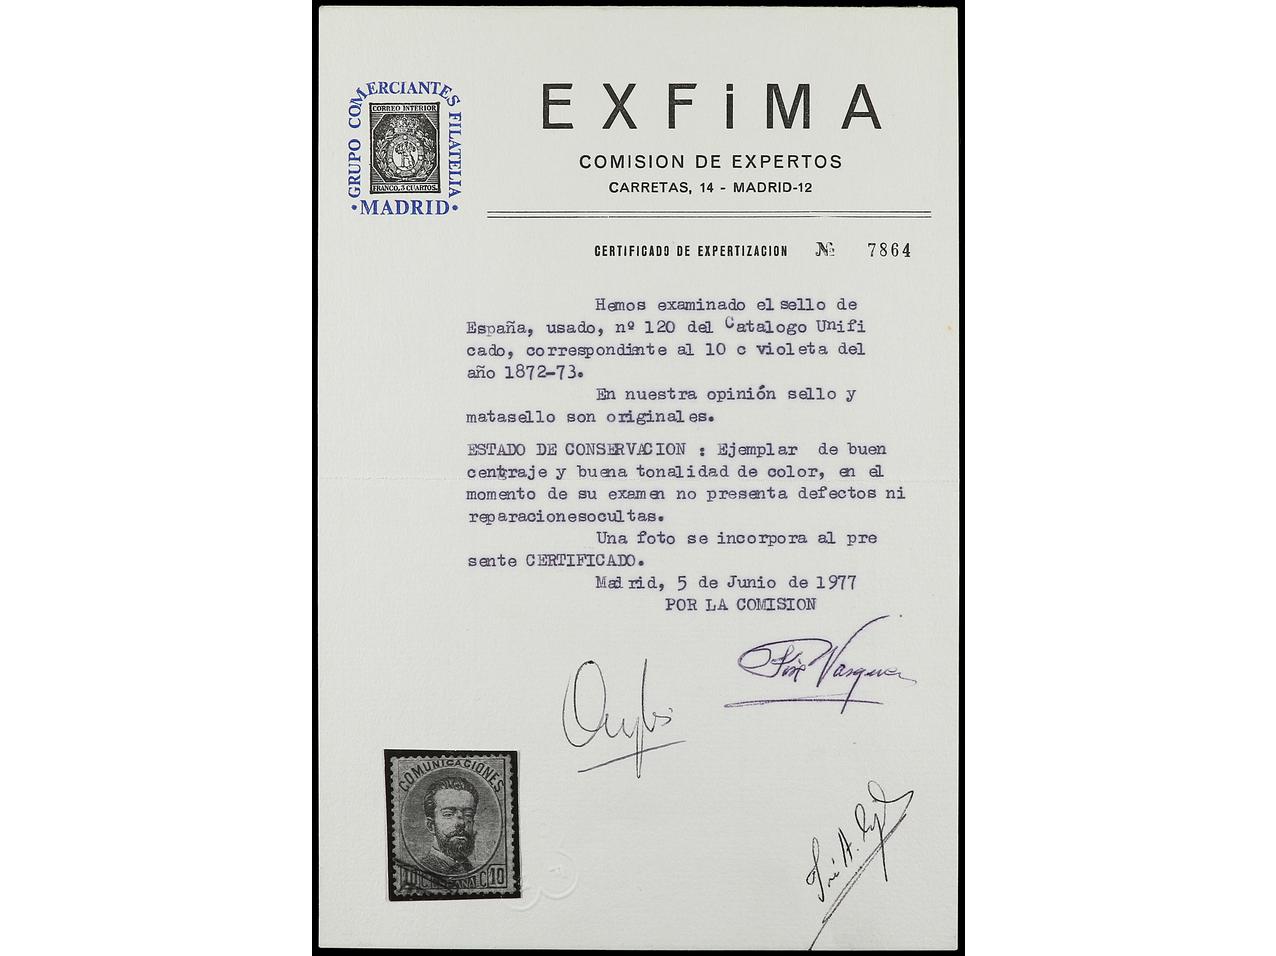 GRUPO COMERCIANTES FILATELIA
•MADRID•
CORREO INTERIOR
FRANCO, 3 CUARTOS.
EXFiMA
COMISION DE EXPERTOS
CARRETAS, 14 - MADRID-12
CERTIFICADO DE EXPERTIZACION Nº 7864
Hemos examinado el sello de
España, usado, nº 120 del Catalogo Unifi
cado, correspondinte al 10 c violeta del
año 1872-73.
En nuestra opinión sello y
matasello son originales.
ESTADO DE CONSERVACION : Ejemplar de buen
centraje y buena tonalidad de color, en el
momento de su examen no presenta defectos ni
reparacionesocultas.
Una foto se incorpora al pre
sente CERTIFICADO.
Madrid, 5 de Junio de 1977
POR LA COMISION
Vasquez
José A.
COMUNICACIONES
10 C ESPAÑA C 10